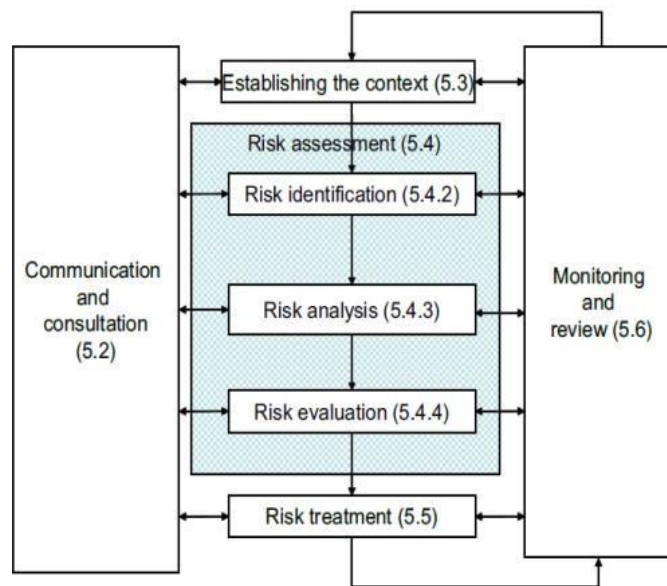 Establishing the context (5.3)
Risk assessment (5.4)
Risk identification (5.4.2)
Communication
and
consultation
(5.2)
Risk analysis (5.4.3)
Monitoring
and
review (5.6)
Risk evaluation (5.4.4)
Risk treatment (5.5)